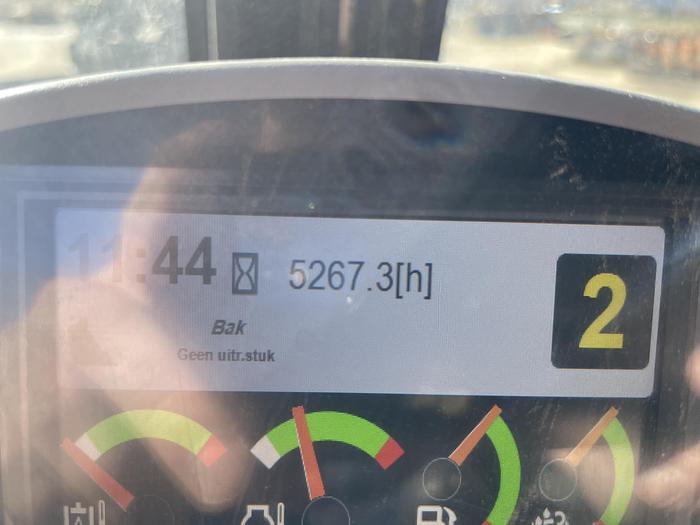 11:44 5267.3[h]
2
Bak
Geen uitr.stuk